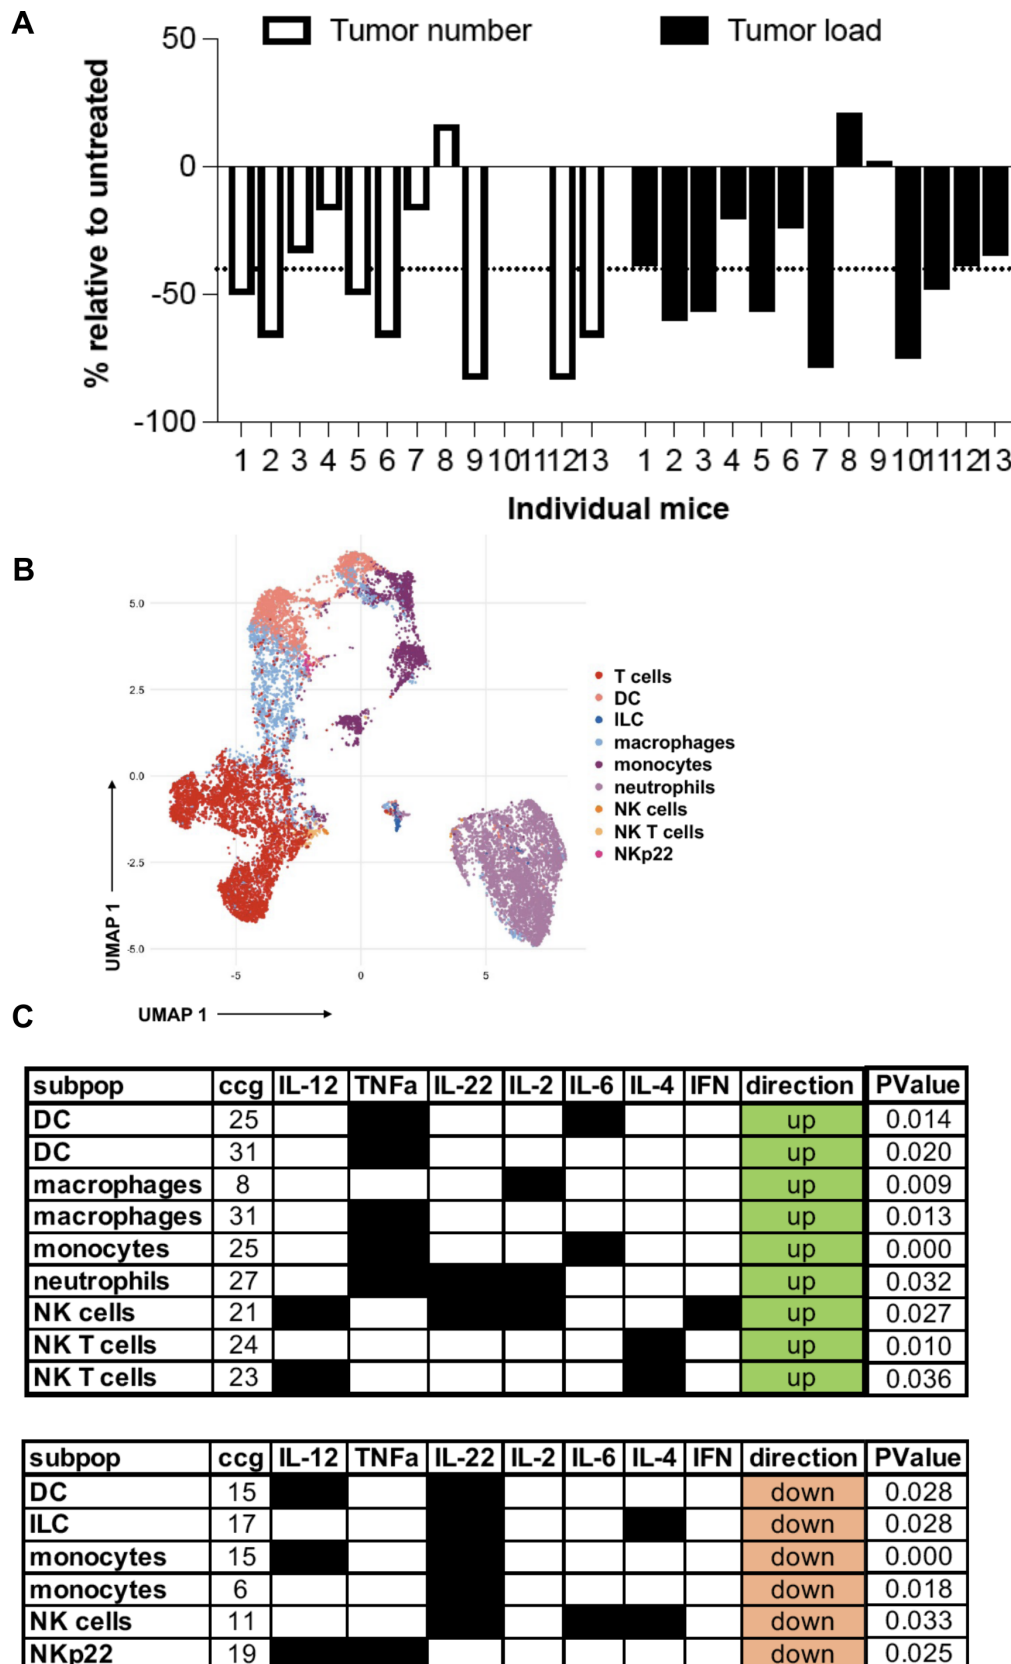 A
Tumor number
Tumor load
% relative to untreated
50
0
-50
-100
1 2 3 4 5 6 7 8 9 10 11 12 13 1 2 3 4 5 6 7 8 9 10 11 12 13
Individual mice
B
5.0
2.5
0.0
-2.5
-5.0
-5 0 5
UMAP 1
UMAP 1
T cells
DC
ILC
macrophages
monocytes
neutrophils
NK cells
NK T cells
NKp22
C
subpop ccg IL-12 TNFa IL-22 IL-2 IL-6 IL-4 IFN direction PValue
DC 25 up 0.014
DC 31 up 0.020
macrophages 8 up 0.009
macrophages 31 up 0.013
monocytes 25 up 0.000
neutrophils 27 up 0.032
NK cells 21 up 0.027
NK T cells 24 up 0.010
NK T cells 23 up 0.036
subpop ccg IL-12 TNFa IL-22 IL-2 IL-6 IL-4 IFN direction PValue
DC 15 down 0.028
ILC 17 down 0.028
monocytes 15 down 0.000
monocytes 6 down 0.018
NK cells 11 down 0.033
NKp22 19 down 0.025